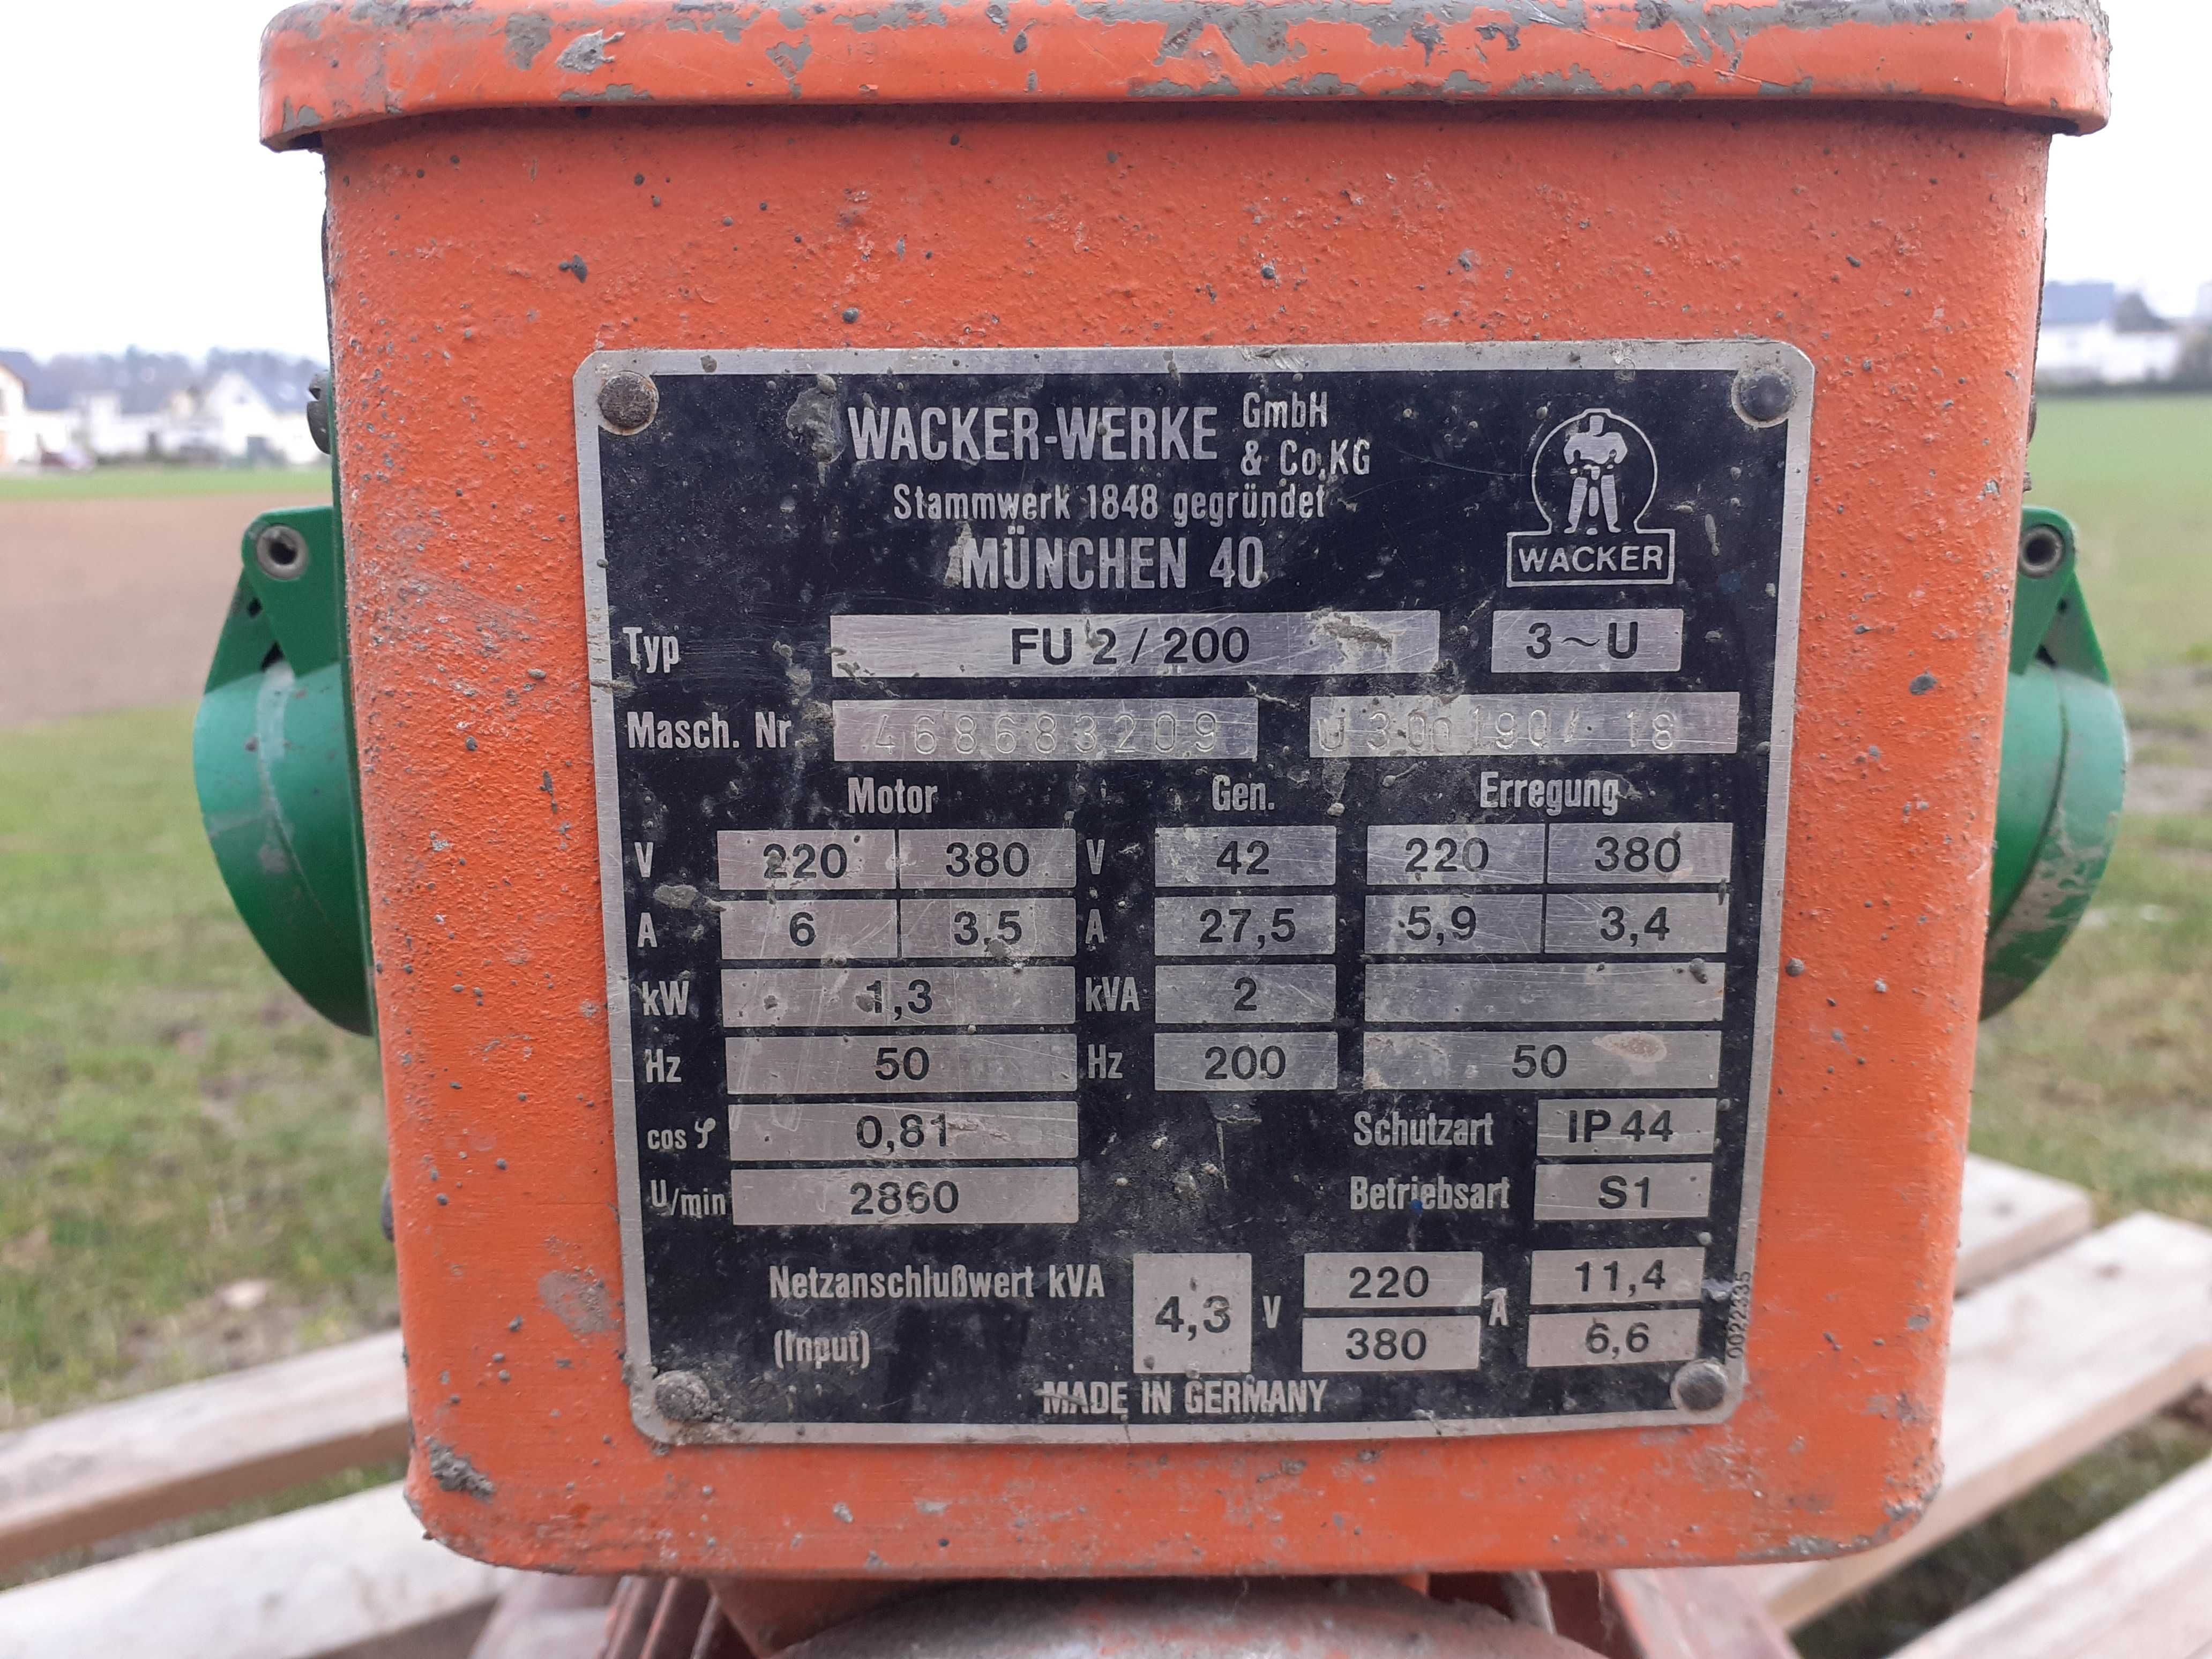 WACKER-WERKE GmbH & Co.KG
Stammwerk 1848 gegründet
MÜNCHEN 40
WACKER
Typ FU 2 / 200 3~U
Masch. Nr 468683209 18
Motor Gen. Erregung
V 220 380 V 42 220 380
A 6 3,5 A 27,5 5,9 3,4
kW 1,3 kVA 2
Hz 50 Hz 200 50
cos φ 0,81 Schutzart IP 44
U/min 2860 Betriebsart S1
Netzanschlußwert kVA 4,3 V 220 A 11,4
(Input) 380 6,6
MADE IN GERMANY
0022335